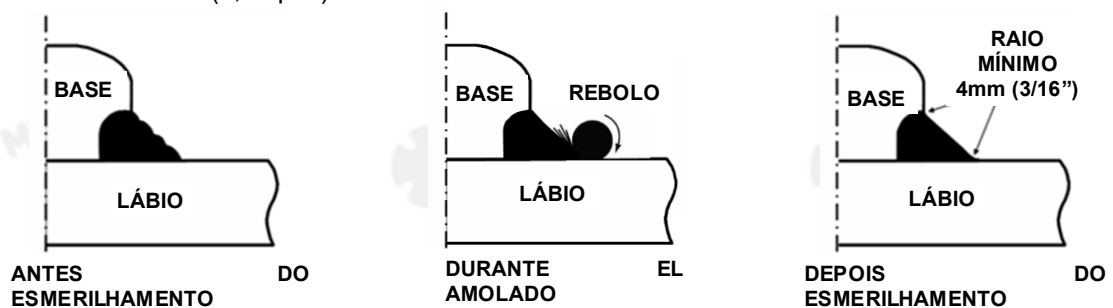 BASE
LÁBIO
ANTES DO
ESMERILHAMENTO
BASE
REBOLO
LÁBIO
DURANTE EL
AMOLADO
RAIO
MÍNIMO
4mm (3/16”)
BASE
LÁBIO
DEPOIS DO
ESMERILHAMENTO